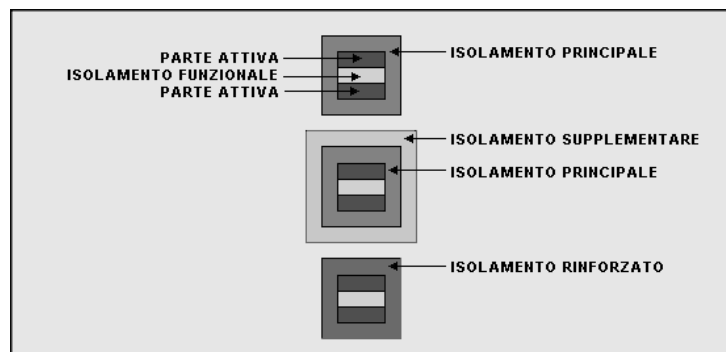 PARTE ATTIVA
ISOLAMENTO PRINCIPALE
ISOLAMENTO FUNZIONALE
PARTE ATTIVA
ISOLAMENTO SUPPLEMENTARE
ISOLAMENTO PRINCIPALE
ISOLAMENTO RINFORZATO